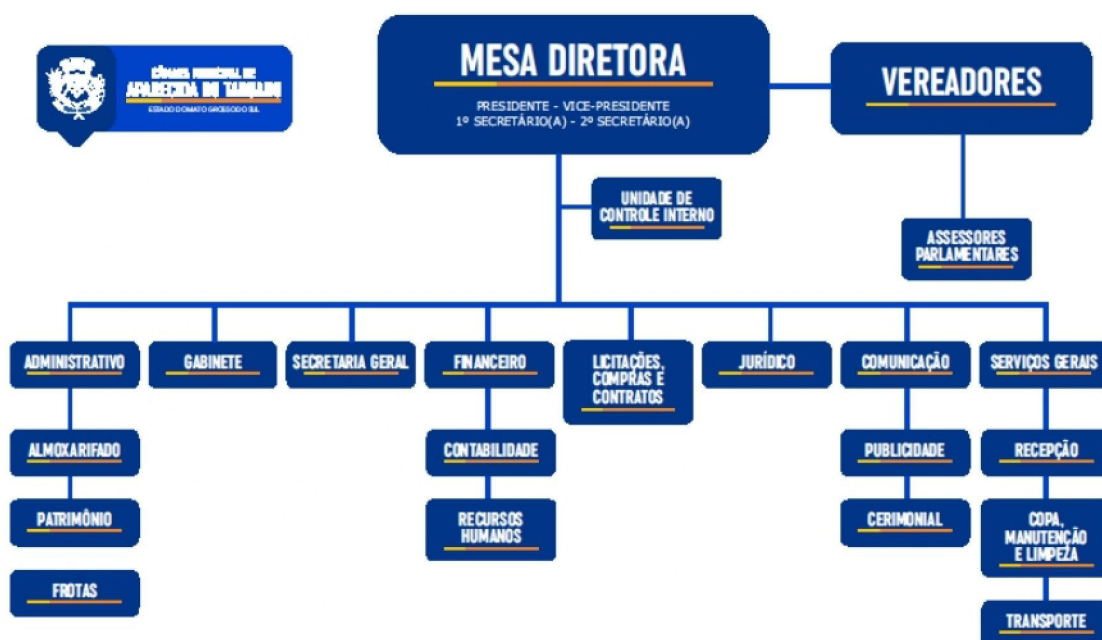 CÂMARA MUNICIPAL DE
APARECIDA DO TABOADO
ESTADO DO MATO GROSSO DO SUL
MESA DIRETORA
PRESIDENTE - VICE-PRESIDENTE
1º SECRETÁRIO(A) - 2º SECRETÁRIO(A)
VEREADORES
UNIDADE DE
CONTROLE INTERNO
ASSESSORES
PARLAMENTARES
ADMINISTRATIVO
GABINETE
SECRETARIA GERAL
FINANCEIRO
LICITAÇÕES,
COMPRAS E
CONTRATOS
JURÍDICO
COMUNICAÇÃO
SERVIÇOS GERAIS
ALMOXARIFADO
CONTABILIDADE
PUBLICIDADE
RECEPÇÃO
PATRIMÔNIO
RECURSOS
HUMANOS
CERIMONIAL
COPA,
MANUTENÇÃO
E LIMPEZA
FROTAS
TRANSPORTE